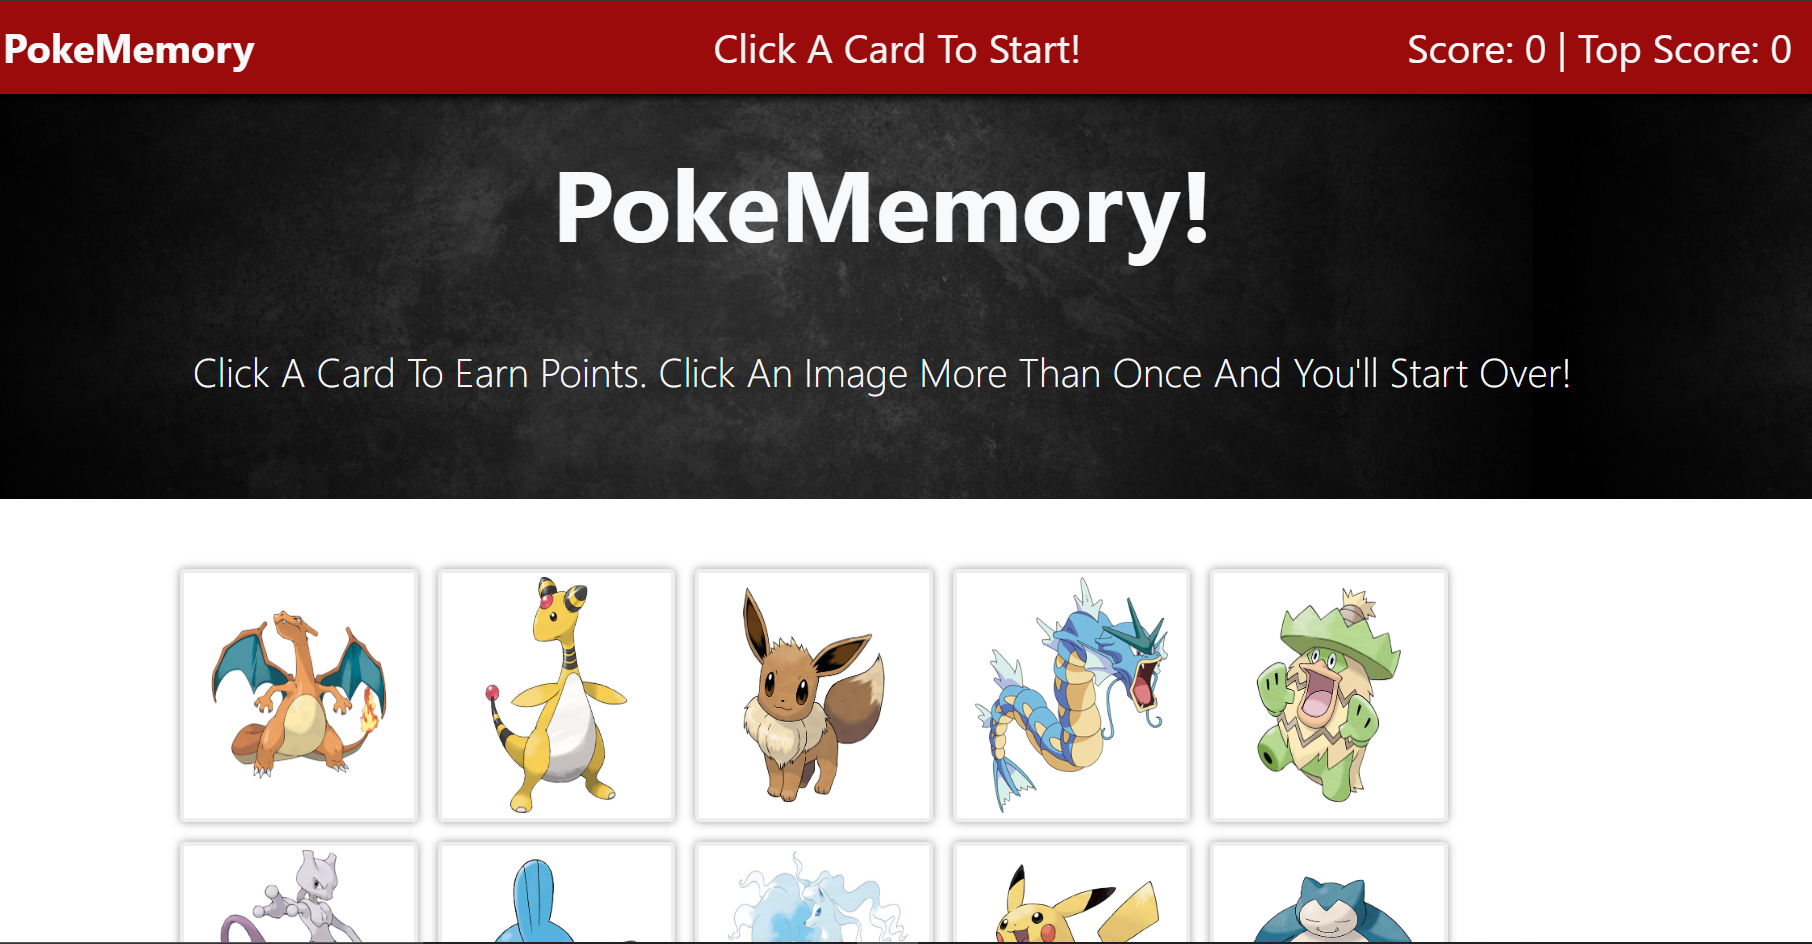 PokeMemory
Click A Card To Start!
Score: 0 | Top Score: 0
PokeMemory!
Click A Card To Earn Points. Click An Image More Than Once And You'll Start Over!